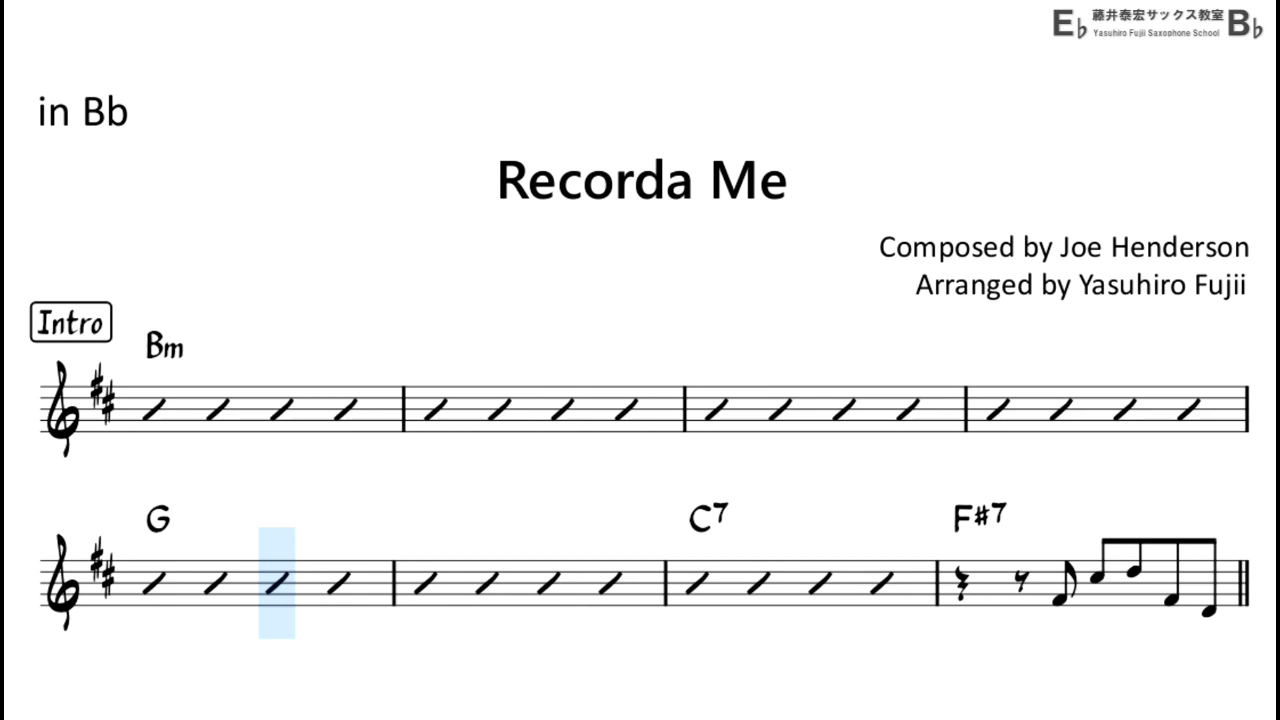 E♭ 藤井泰宏サックス教室 B♭
Yasuhiro Fujii Saxophone School
in Bb
Recorda Me
Composed by Joe Henderson
Arranged by Yasuhiro Fujii
Intro
Bm
G C7 F#7